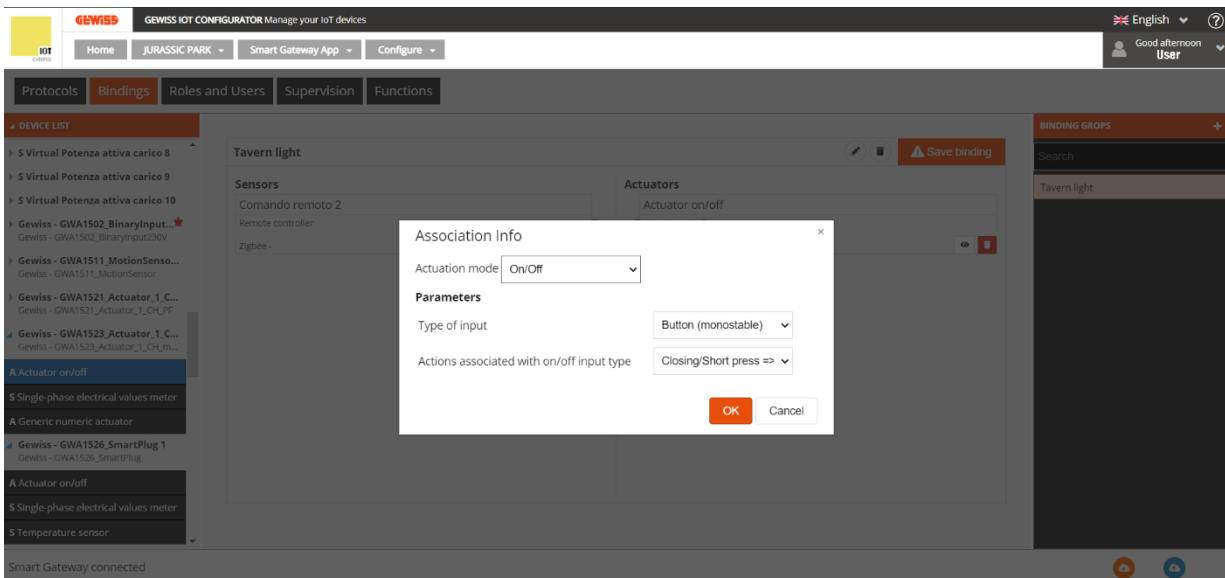 GEWISS GEWISS IOT CONFIGURATOR Manage your IoT devices
English
IOT
Home JURASSIC PARK Smart Gateway App Configure
Good afternoon
User
Protocols Bindings Roles and Users Supervision Functions
DEVICE LIST
S Virtual Potenza attiva carico 8
S Virtual Potenza attiva carico 9
S Virtual Potenza attiva carico 10
Gewiss - GWA1502_BinaryInput...
Gewiss - GWA1502_BinaryInput230V
Gewiss - GWA1511_MotionSenso...
Gewiss - GWA1511_MotionSensor
Gewiss - GWA1521_Actuator_1_C...
Gewiss - GWA1521_Actuator_1_CH_PF
Gewiss - GWA1523_Actuator_1_C...
Gewiss - GWA1523_Actuator_1_CH_m...
A Actuator on/off
S Single-phase electrical values meter
A Generic numeric actuator
Gewiss - GWA1526_SmartPlug 1
Gewiss - GWA1526_SmartPlug
A Actuator on/off
S Single-phase electrical values meter
S Temperature sensor
Tavern light
Save binding
Sensors
Comando remoto 2
Remote controller
Zigbee -
Actuators
Actuator on/off
Association Info
×
Actuation mode On/Off
Parameters
Type of input Button (monostable)
Actions associated with on/off input type Closing/Short press =>
OK Cancel
BINDING GROPS +
Search
Tavern light
Smart Gateway connected